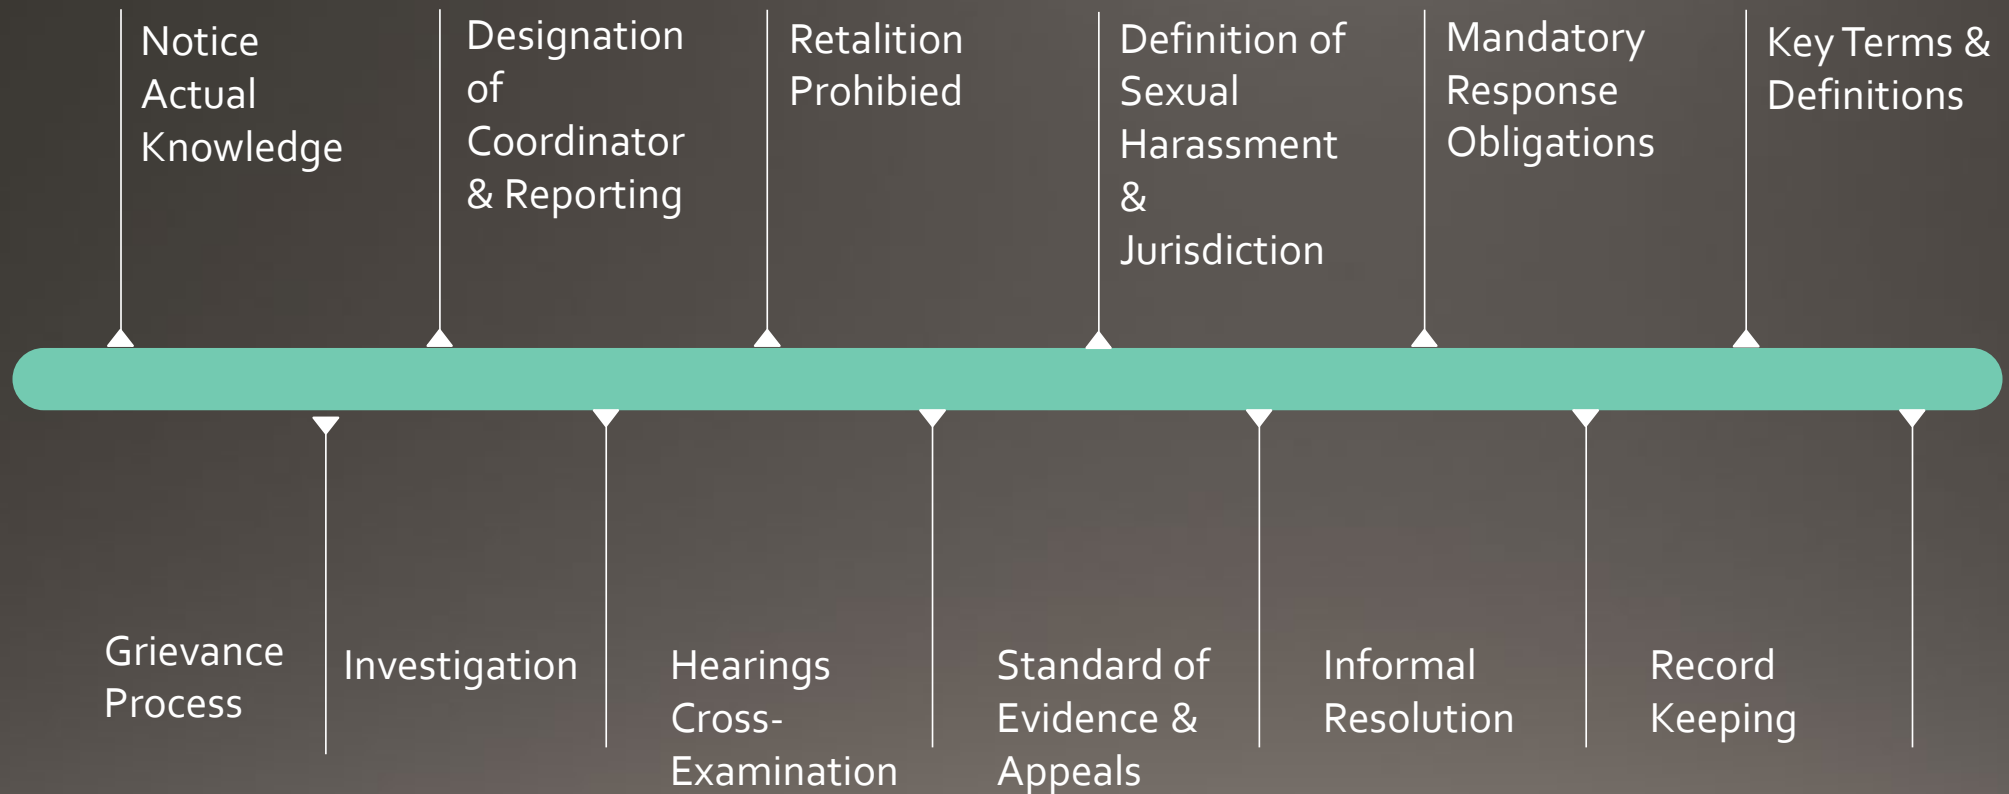 Notice
Actual
Knowledge
Designation
of
Coordinator
& Reporting
Retalition
Prohibied
Definition of
Sexual
Harassment
&
Jurisdiction
Mandatory
Response
Obligations
Key Terms &
Definitions
Grievance
Process
Investigation
Hearings
Cross-
Examination
Standard of
Evidence &
Appeals
Informal
Resolution
Record
Keeping